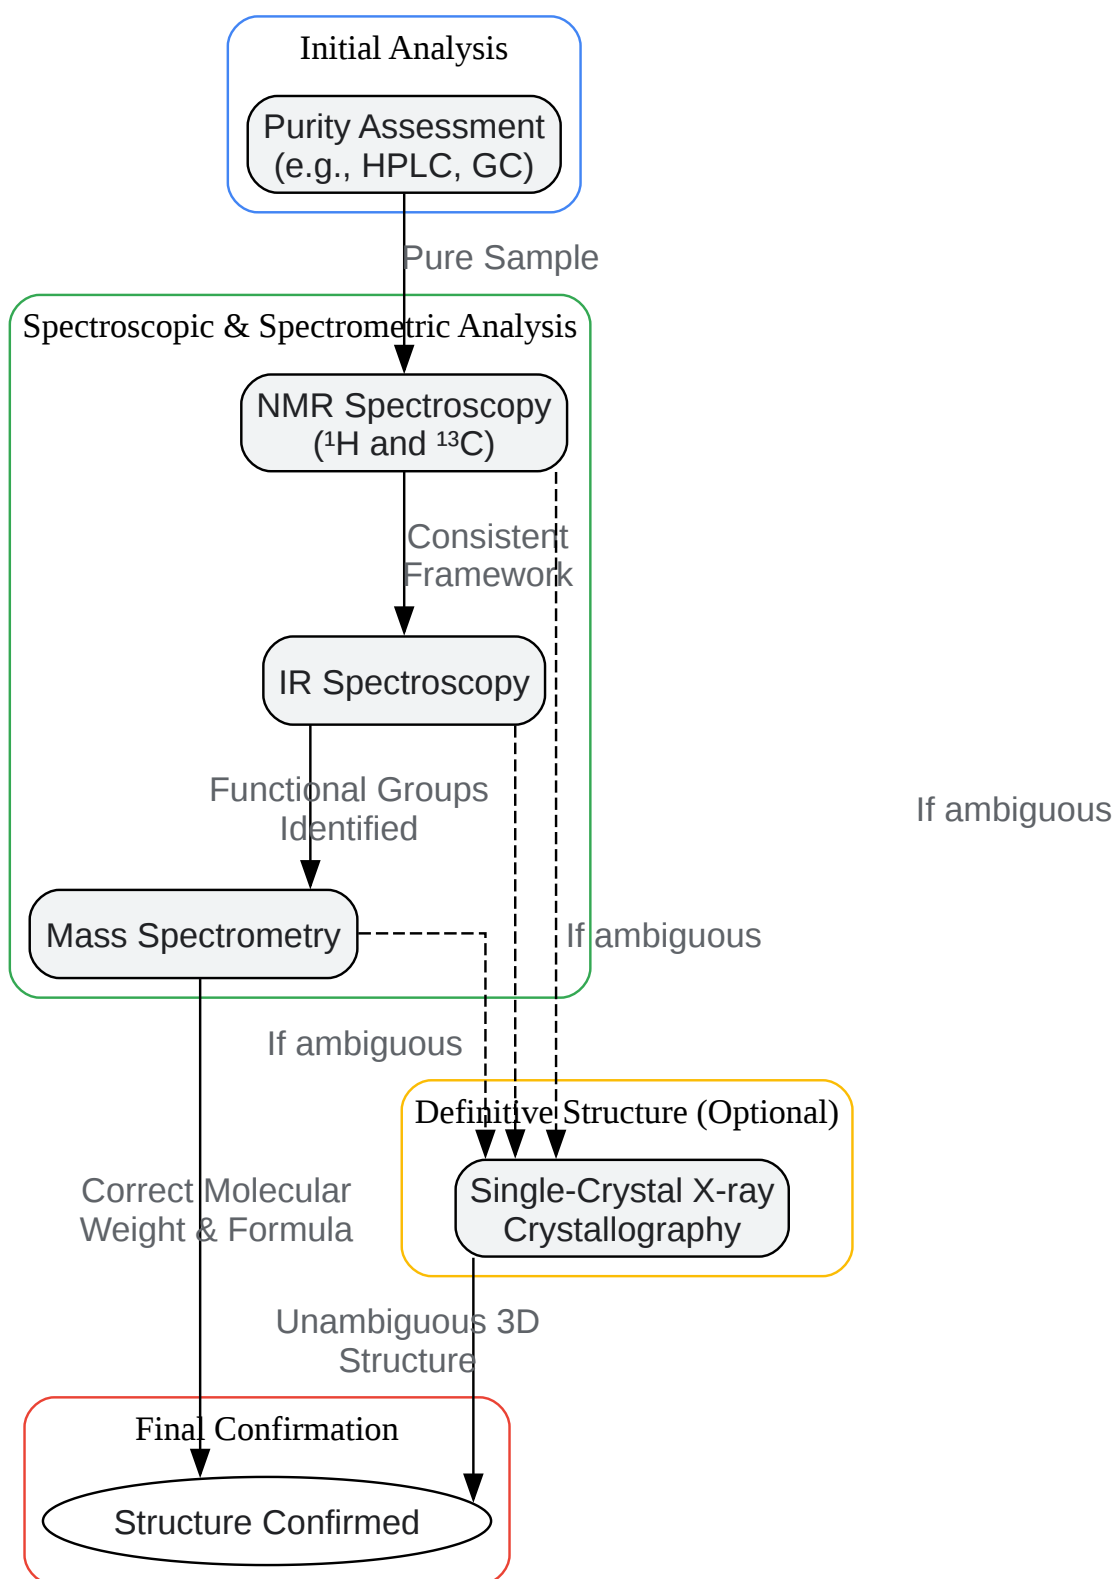 Initial Analysis
Purity Assessment
(e.g., HPLC, GC)
Pure Sample
Spectroscopic & Spectrometric Analysis
NMR Spectroscopy
(¹H and ¹³C)
Consistent
Framework
IR Spectroscopy
Functional Groups
Identified
If ambiguous
Mass Spectrometry
If ambiguous
If ambiguous
Definitive Structure (Optional)
Single-Crystal X-ray
Crystallography
Correct Molecular
Weight & Formula
Unambiguous 3D
Structure
Final Confirmation
Structure Confirmed